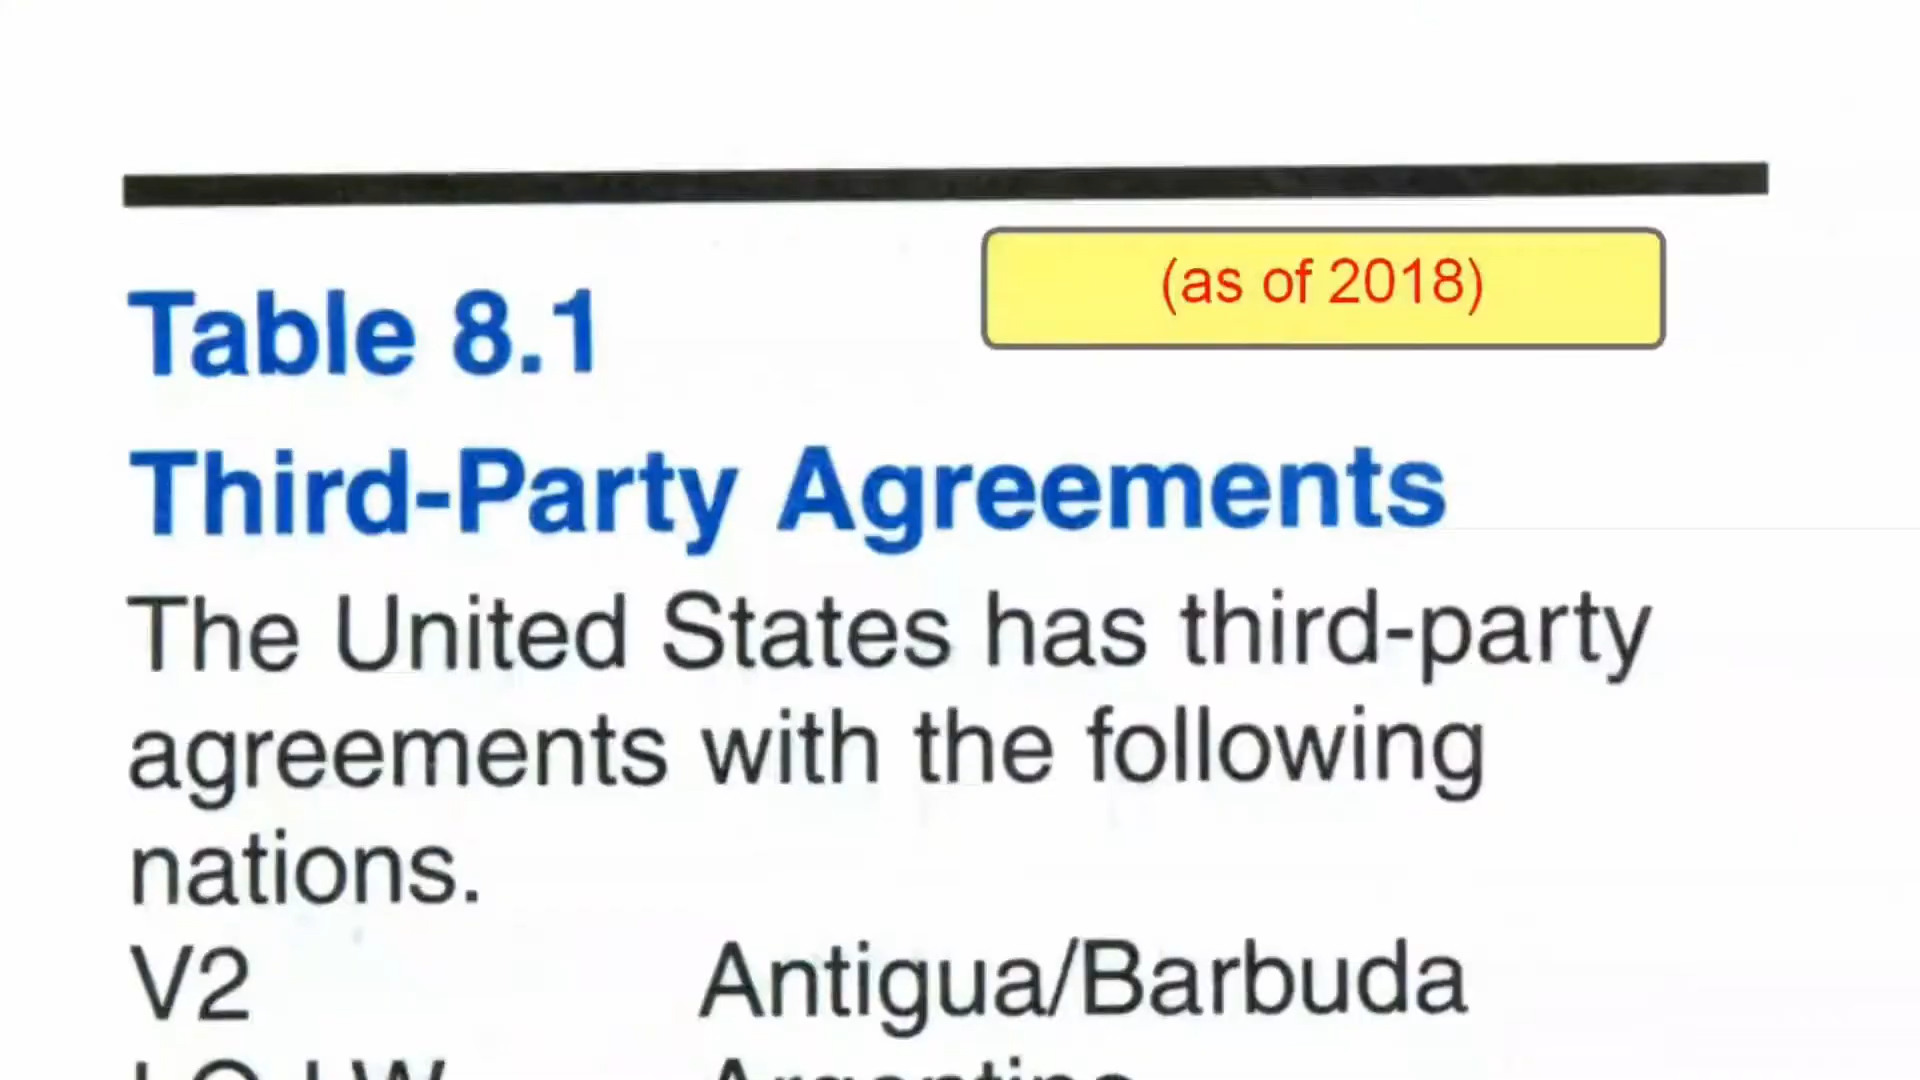 (as of 2018)
Table 8.1
Third-Party Agreements
The United States has third-party
agreements with the following
nations.
V2 Antigua/Barbuda